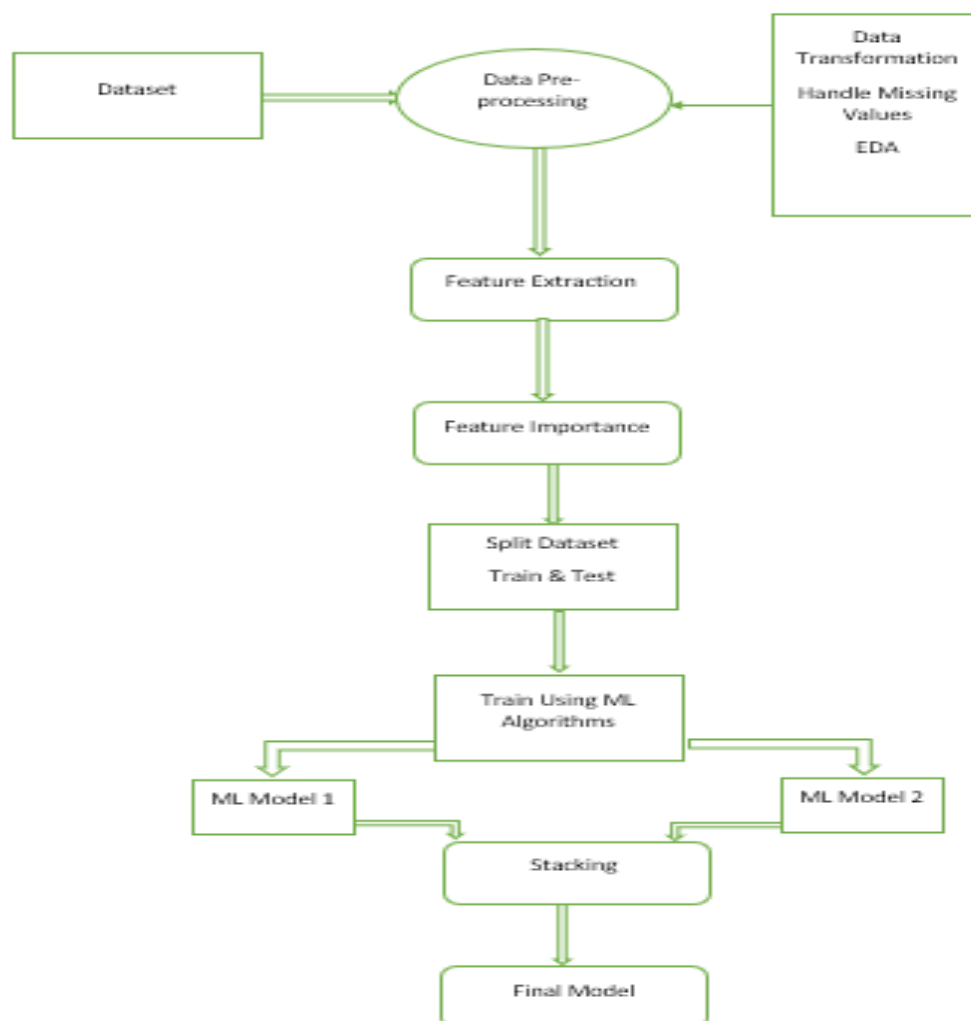 Dataset
Data Pre-
processing
Data
Transformation
Handle Missing
Values
EDA
Feature Extraction
Feature Importance
Split Dataset
Train & Test
Train Using ML
Algorithms
ML Model 1
ML Model 2
Stacking
Final Model